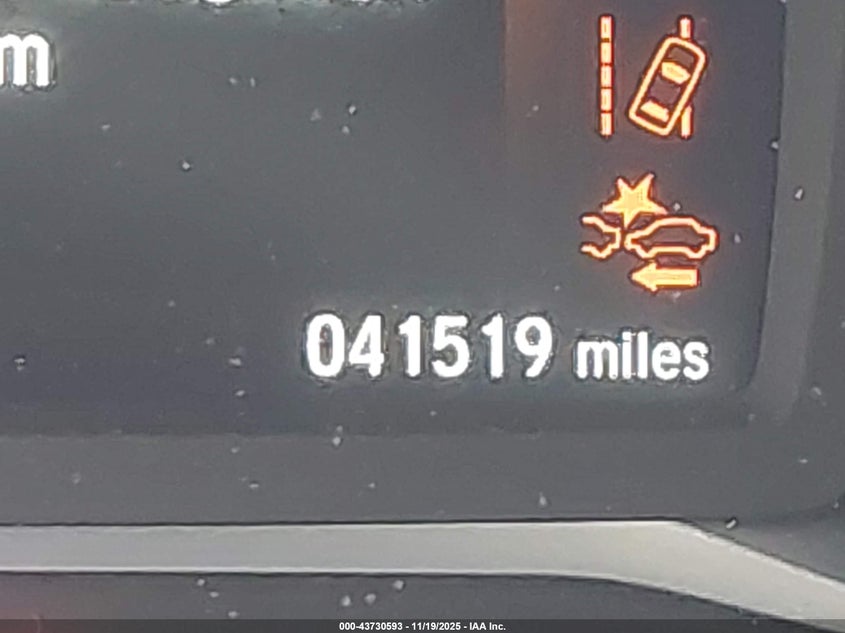 m
041519 miles
000-43730593 - 11/19/2025 - IAA Inc.